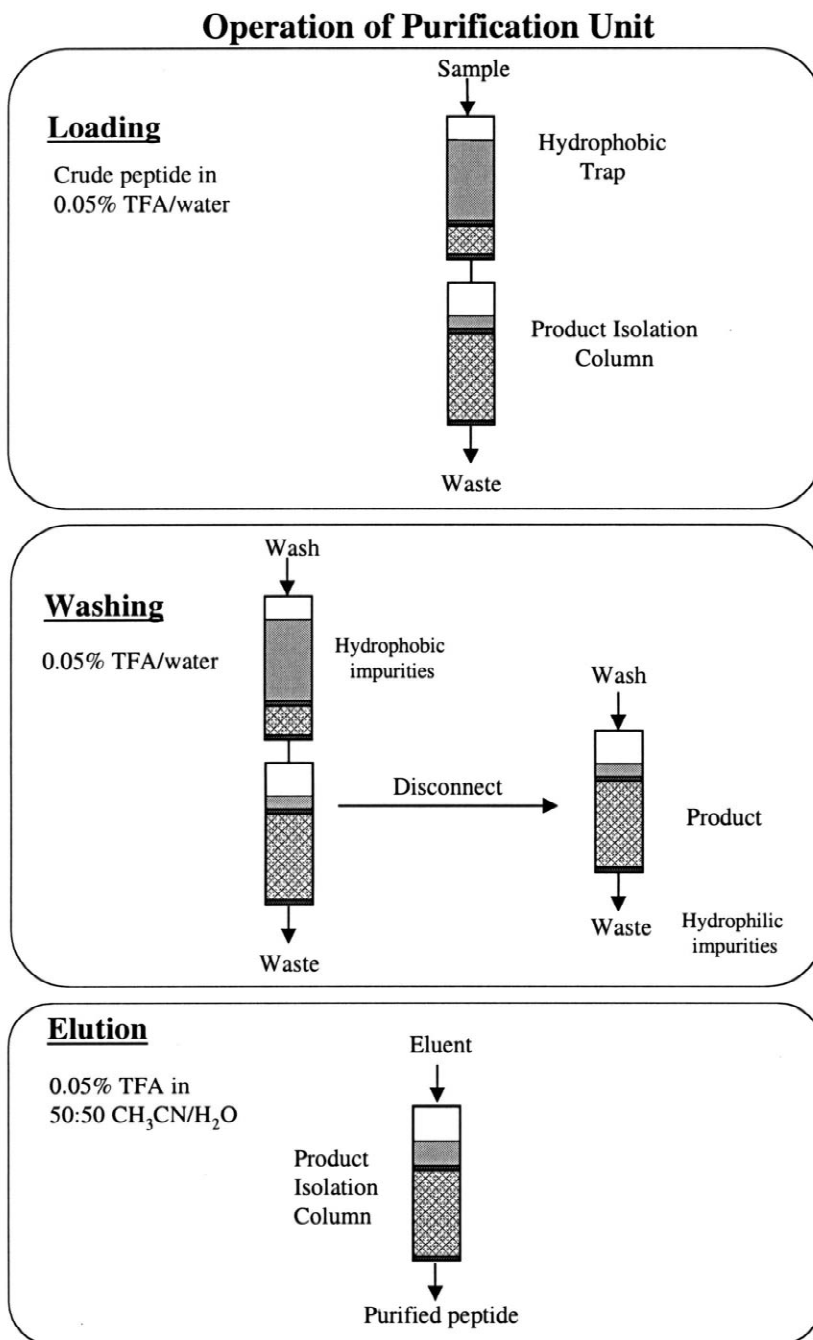 Operation of Purification Unit
Sample
Loading
Crude peptide in
0.05% TFA/water
Hydrophobic
Trap
Product Isolation
Column
Waste
Wash
Washing
0.05% TFA/water
Hydrophobic
impurities
Wash
Disconnect
Product
Waste
Waste
Hydrophilic
impurities
Elution
0.05% TFA in
50:50 CH₃CN/H₂O
Eluent
Product
Isolation
Column
Purified peptide